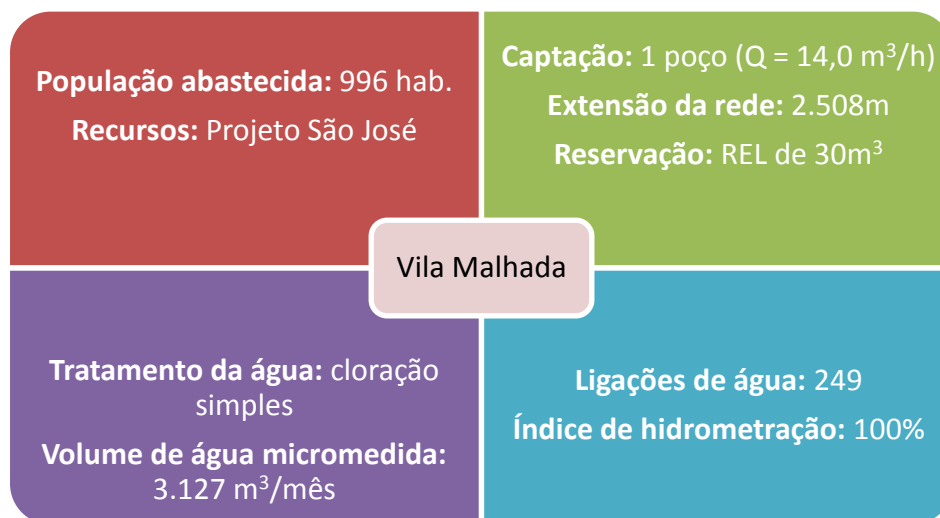 População abastecida: 996 hab.
Recursos: Projeto São José
Captação: 1 poço (Q = 14,0 m³/h)
Extensão da rede: 2.508m
Reservação: REL de 30m³
Vila Malhada
Tratamento da água: cloração
simples
Volume de água micromedida:
3.127 m³/mês
Ligações de água: 249
Índice de hidrometração: 100%